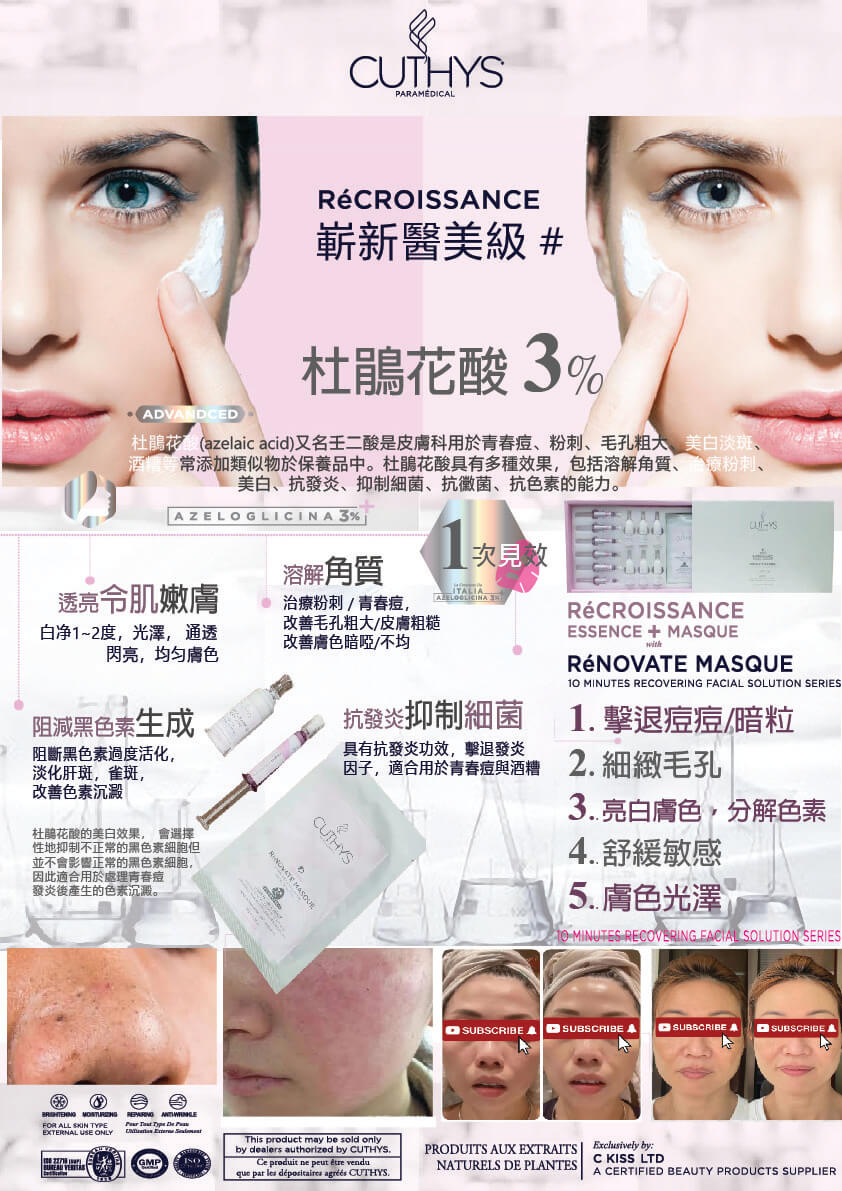 CUTHYS
PARAMÉDICAL
RéCROISSANCE
嶄新醫美級 #
杜鵑花酸 3%
ADVANDCED
杜鵑花酸(azelaic acid)又名壬二酸是皮膚科用於青春痘、粉刺、毛孔粗大、美白淡斑、
酒糟等常添加類似物於保養品中。杜鵑花酸具有多種效果，包括溶解角質、治療粉刺、
美白、抗發炎、抑制細菌、抗黴菌、抗色素的能力。
AZELOGLICINA 3% +
1次見效
ITALIA
AZELOGLICINA 3%
透亮令肌嫩膚
白净1~2度，光澤， 通透
閃亮，均匀膚色
溶解角質
治療粉刺 / 青春痘，
改善毛孔粗大/皮膚粗糙
改善膚色暗啞/不均
CUTHYS
RéCROISSANCE
ESSENCE + MASQUE
with
RéNOVATE MASQUE
10 MINUTES RECOVERING FACIAL SOLUTION SERIES
阻減黑色素生成
阻斷黑色素過度活化，
淡化肝斑，雀斑，
改善色素沉澱
抗發炎抑制細菌
具有抗發炎功效，擊退發炎
因子，適合用於青春痘與酒糟
1. 擊退痘痘/暗粒
2. 細緻毛孔
3. 亮白膚色，分解色素
4. 舒緩敏感
5. 膚色光澤
杜鵑花酸的美白效果， 會選擇
性地抑制不正常的黑色素細胞但
並不會影響正常的黑色素細胞，
因此適合用於處理青春痘
發炎後產生的色素沉澱。
CUTHYS
RéNOVATE MASQUE
10 MINUTES RECOVERING FACIAL SOLUTION SERIES
SUBSCRIBE
SUBSCRIBE
SUBSCRIBE
SUBSCRIBE
BRIGHTENING MOISTURIZING REPAIRING ANTI-WRINKLE
FOR ALL SKIN TYPE
EXTERNAL USE ONLY
Pour Tout Type De Peau
Utilisation Externe Seulement
ISO 22716 (GMP)
BUREAU VERITAS
Certification
GMP
ISO
This product may be sold only
by dealers authorized by CUTHYS.
Ce produit ne peut être vendu
que par les dépositaires agréés CUTHYS.
PRODUITS AUX EXTRAITS
NATURELS DE PLANTES
Exclusively by:
C KISS LTD
A CERTIFIED BEAUTY PRODUCTS SUPPLIER